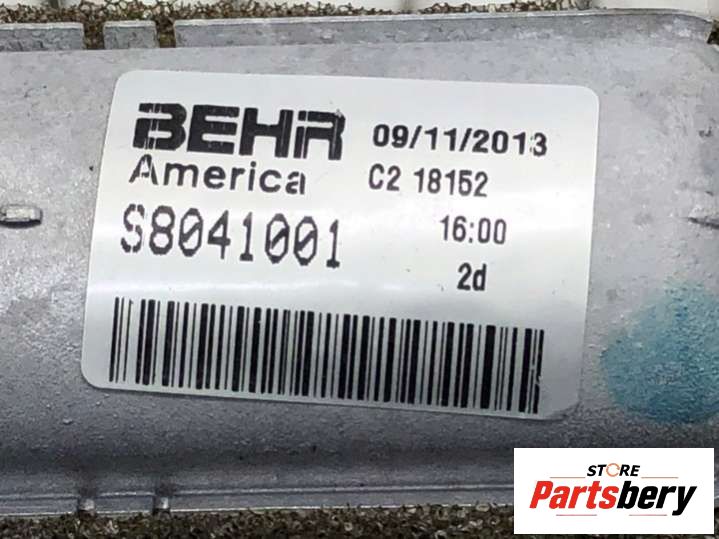 BEHR 09/11/2013
America C2 18152
S8041001 16:00
2d
STORE
Partsbery